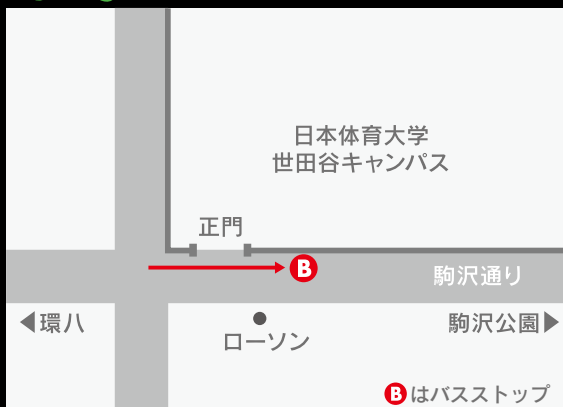 日本体育大学
世田谷キャンパス
正門
B
駒沢通り
◀環八
ローソン
駒沢公園▶
Bはバスストップ